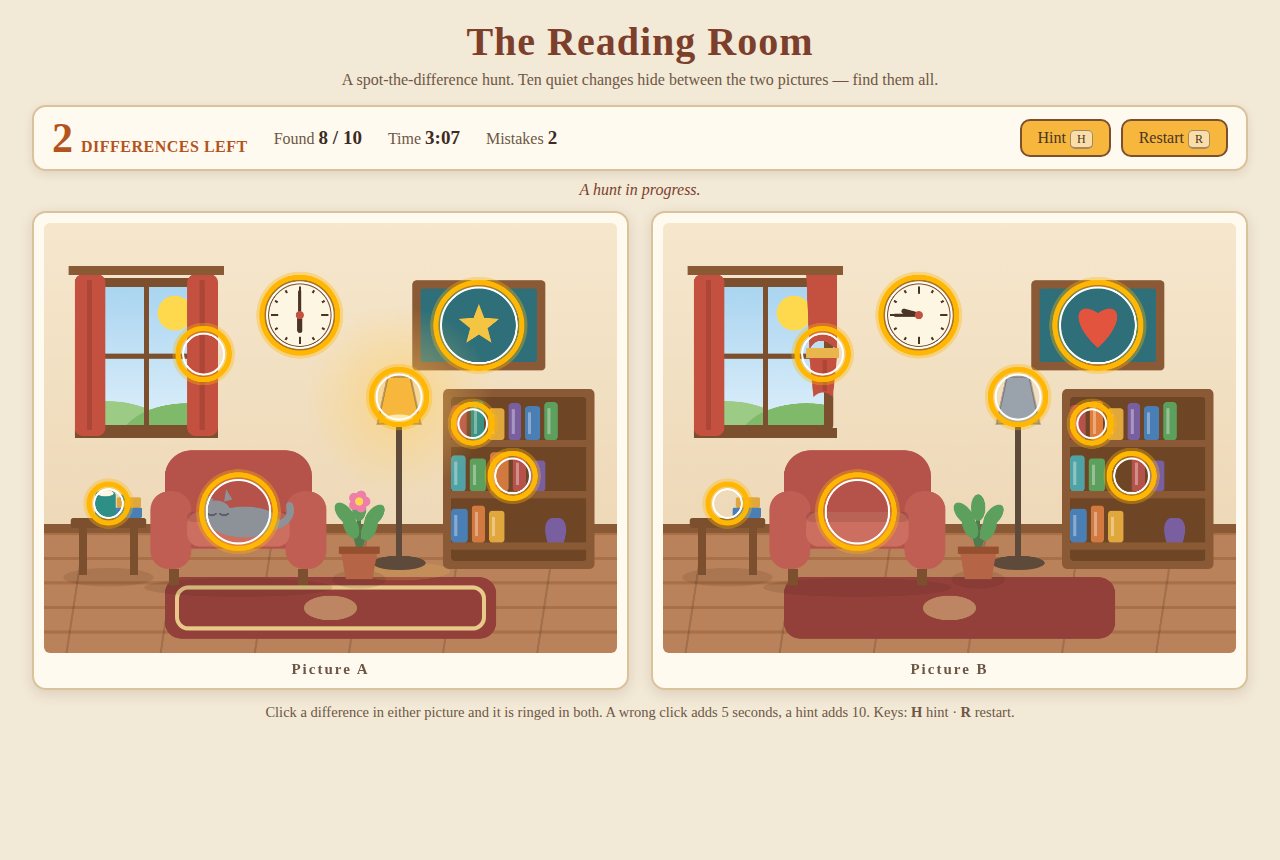 The Reading Room
A spot-the-difference hunt. Ten quiet changes hide between the two pictures — find them all.
2 DIFFERENCES LEFT Found 8 / 10 Time 3:07 Mistakes 2 Hint H Restart R
A hunt in progress.
Picture A Picture B
Click a difference in either picture and it is ringed in both. A wrong click adds 5 seconds, a hint adds 10. Keys: H hint · R restart.